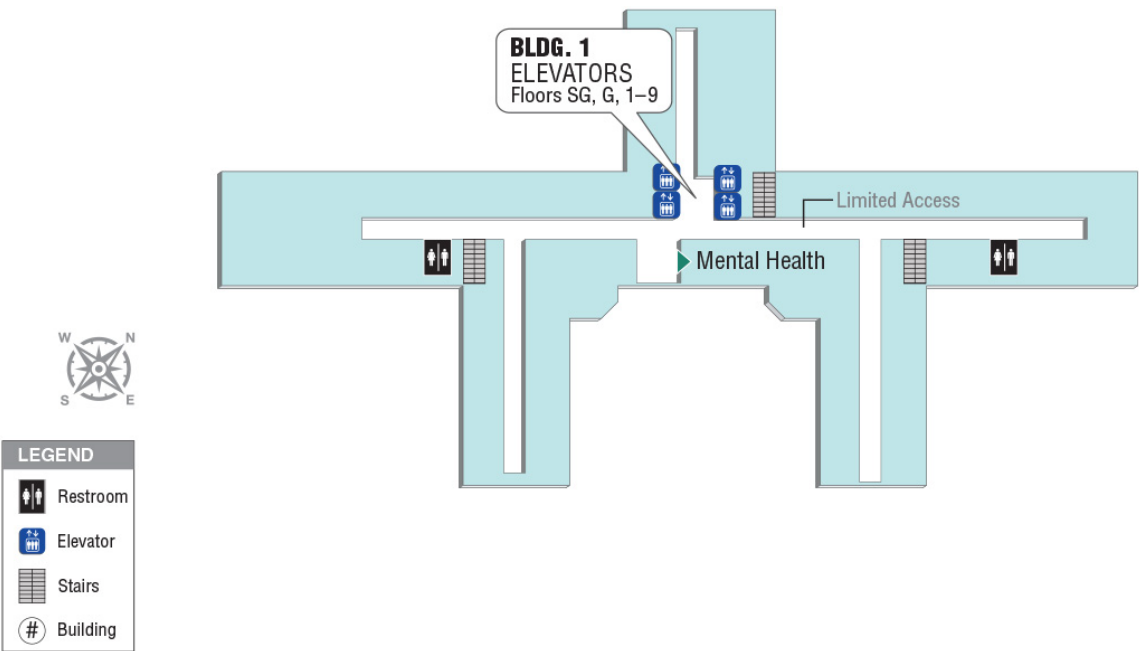 BLDG. 1
ELEVATORS
Floors SG, G, 1–9
Limited Access
Mental Health
W N
S E
LEGEND
Restroom
Elevator
Stairs
# Building